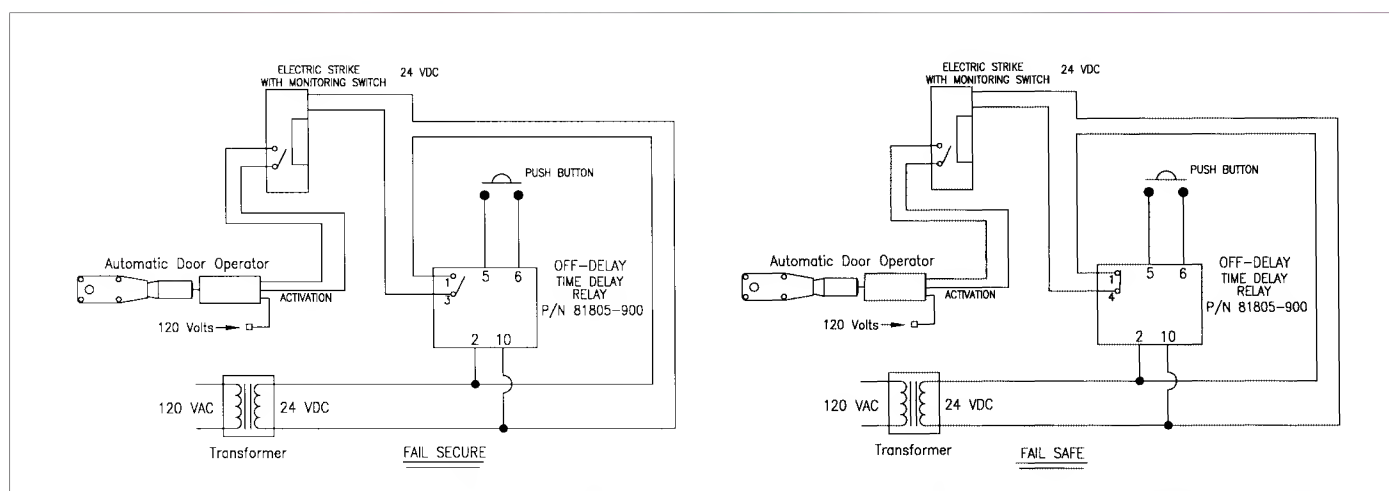 ELECTRIC STRIKE
WITH MONITORING SWITCH
24 VDC
PUSH BUTTON
5
6
1
3
OFF-DELAY
TIME DELAY
RELAY
P/N 81805-900
2
10
Automatic Door Operator
ACTIVATION
120 Volts
120 VAC
24 VDC
Transformer
FAIL SECURE
ELECTRIC STRIKE
WITH MONITORING SWITCH
24 VDC
PUSH BUTTON
5
6
1
4
OFF-DELAY
TIME DELAY
RELAY
P/N 81805-900
2
10
Automatic Door Operator
ACTIVATION
120 Volts
120 VAC
24 VDC
Transformer
FAIL SAFE